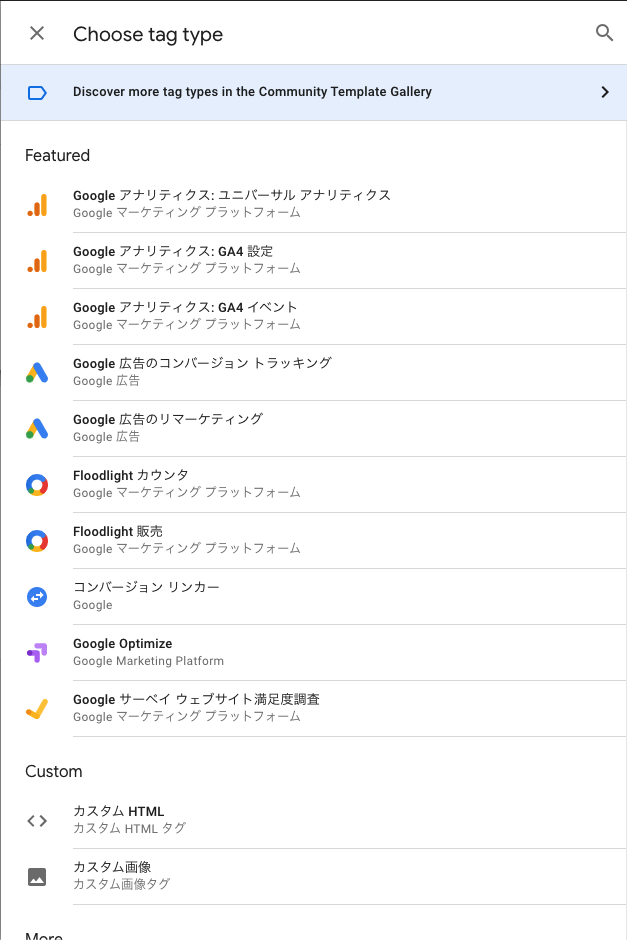 Choose tag type
Discover more tag types in the Community Template Gallery
Featured
Google アナリティクス: ユニバーサル アナリティクス
Google マーケティング プラットフォーム
Google アナリティクス: GA4 設定
Google マーケティング プラットフォーム
Google アナリティクス: GA4 イベント
Google マーケティング プラットフォーム
Google 広告のコンバージョン トラッキング
Google 広告
Google 広告のリマーケティング
Google 広告
Floodlight カウンタ
Google マーケティング プラットフォーム
Floodlight 販売
Google マーケティング プラットフォーム
コンバージョン リンカー
Google
Google Optimize
Google Marketing Platform
Google サーベイ ウェブサイト満足度調査
Google マーケティング プラットフォーム
Custom
カスタム HTML
カスタム HTML タグ
カスタム画像
カスタム画像タグ
More